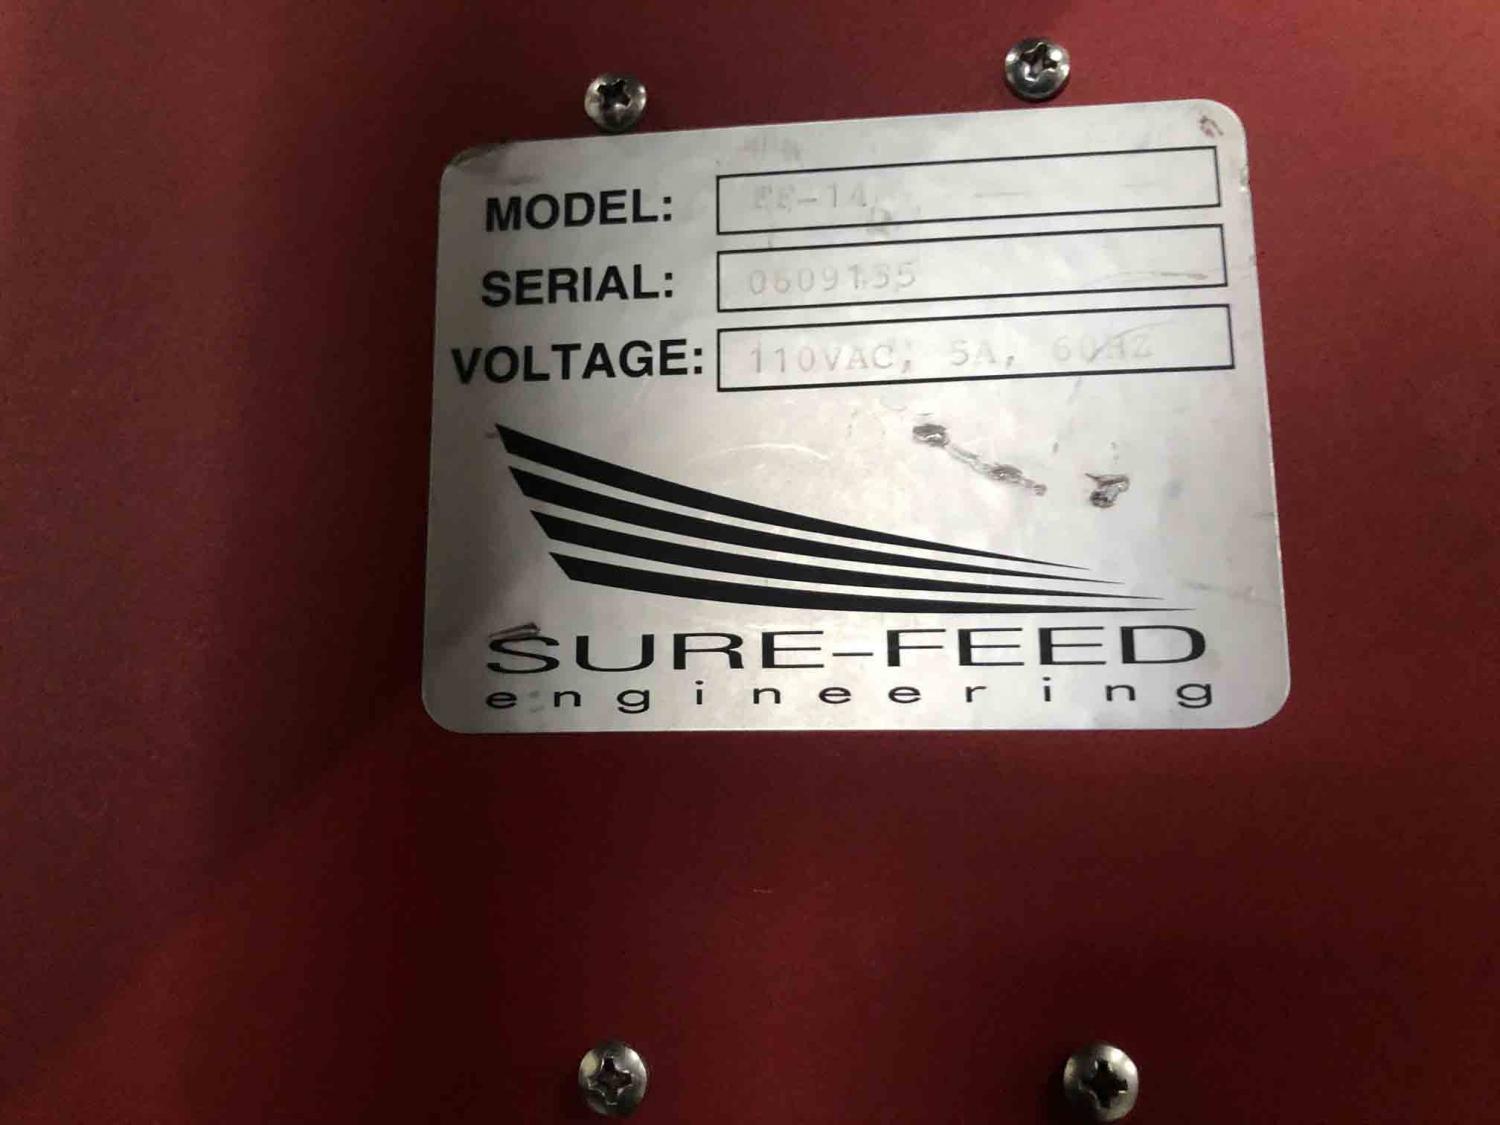 MODEL:
SERIAL: 0609135
VOLTAGE: 110VAC, 5A, 60HZ
SURE-FEED
engineering